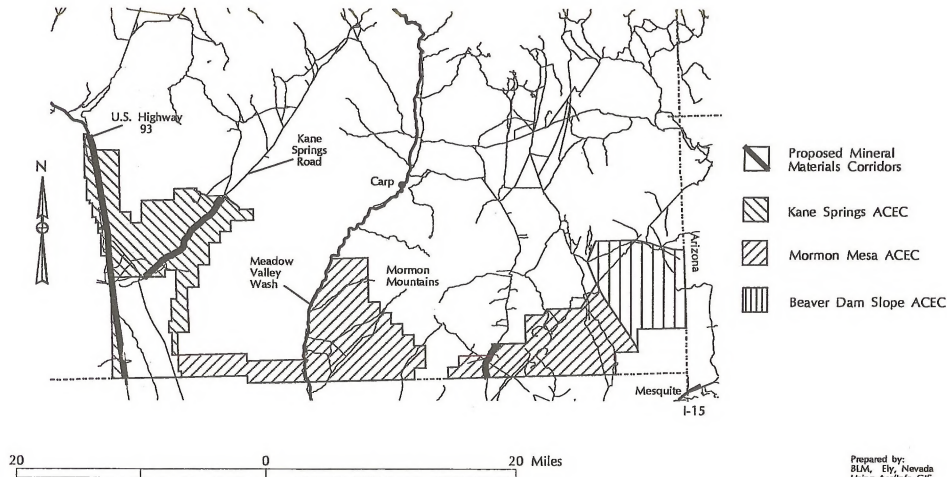 U.S. Highway
93
Kane
Springs
Road
N
Carp
Meadow
Valley
Wash
Mormon
Mountains
Arizona
Mesquite
I-15
Proposed Mineral
Materials Corridors
Kane Springs ACEC
Mormon Mesa ACEC
Beaver Dam Slope ACEC
20 0 20 Miles
Prepared by:
BLM, Ely, Nevada